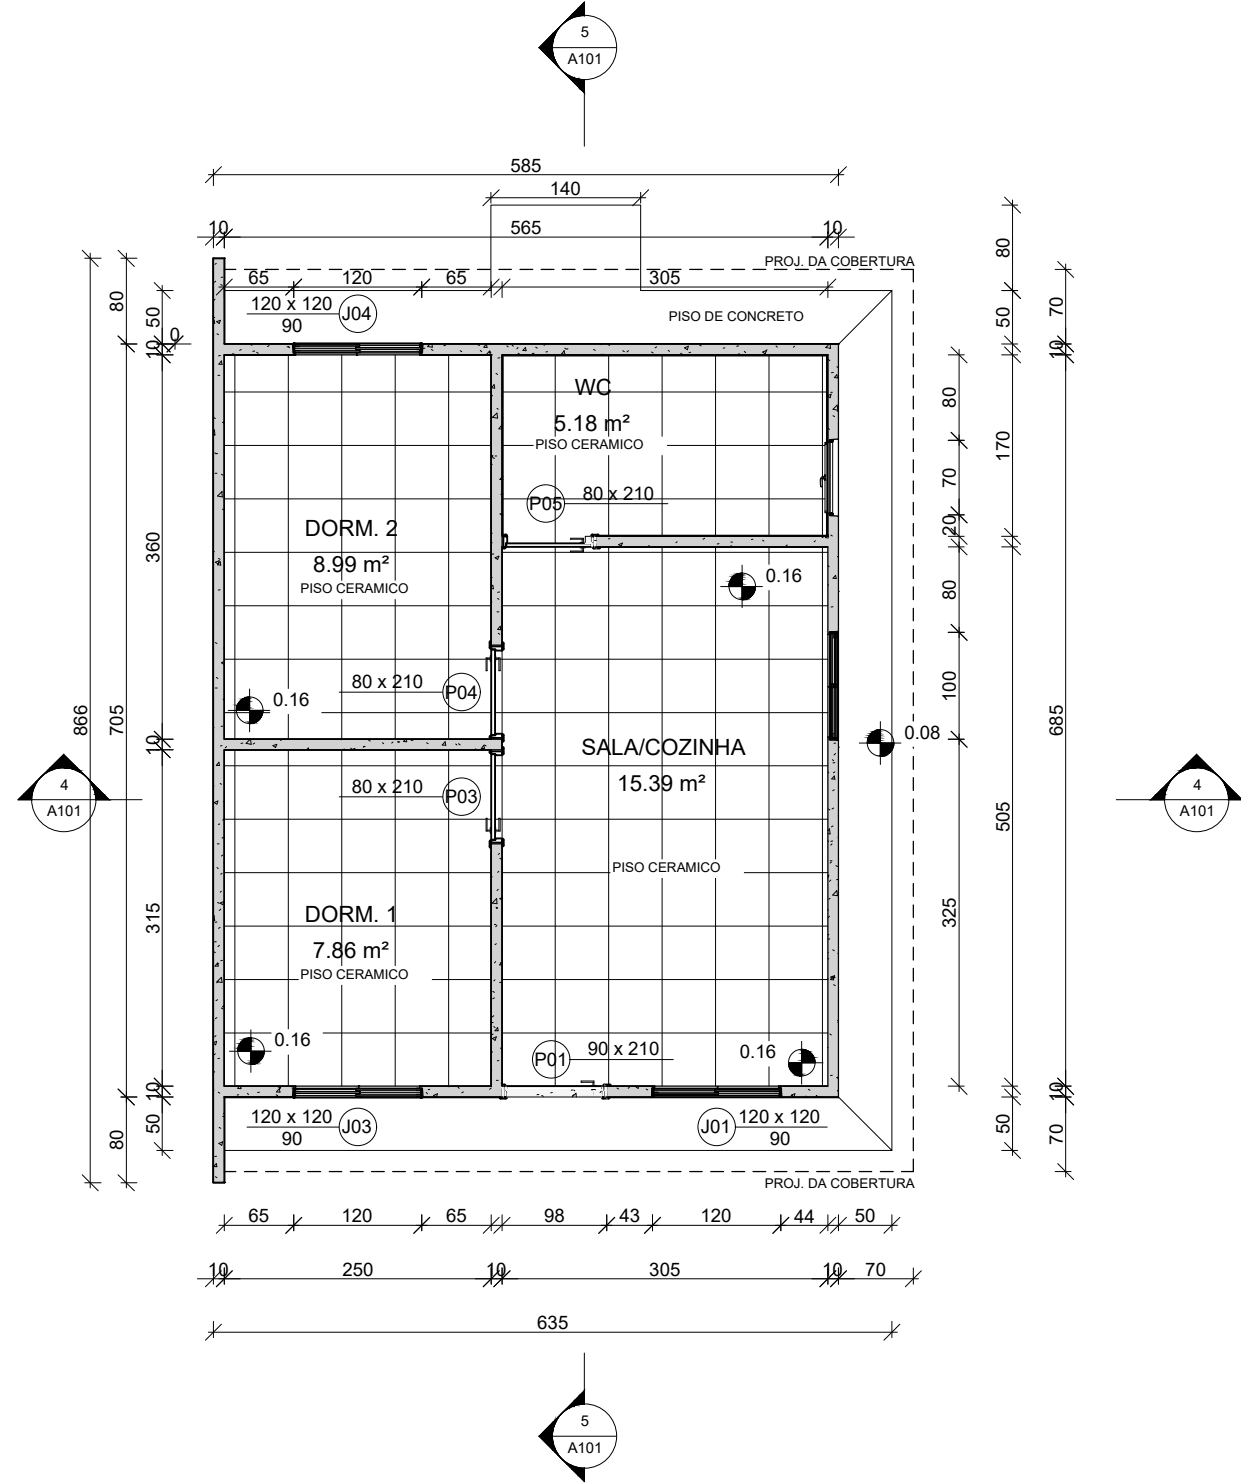 5
A101
585
140
10
565
10
PROJ. DA COBERTURA
65
120
65
305
120 x 120
90
J04
PISO DE CONCRETO
80
50
10
0
80
50
70
10
WC
5.18 m²
PISO CERAMICO
80
170
70
20
P05
80 x 210
DORM. 2
8.99 m²
PISO CERAMICO
360
0.16
80
100
80 x 210
P04
0.16
0.08
866
705
10
SALA/COZINHA
15.39 m²
685
4
A101
4
A101
80 x 210
P03
505
PISO CERAMICO
325
315
DORM. 1
7.86 m²
PISO CERAMICO
0.16
P01
90 x 210
0.16
10
50
80
10
50
70
120 x 120
90
J03
J01
120 x 120
90
PROJ. DA COBERTURA
65
120
65
98
43
120
44
50
10
250
10
305
10
70
635
5
A101